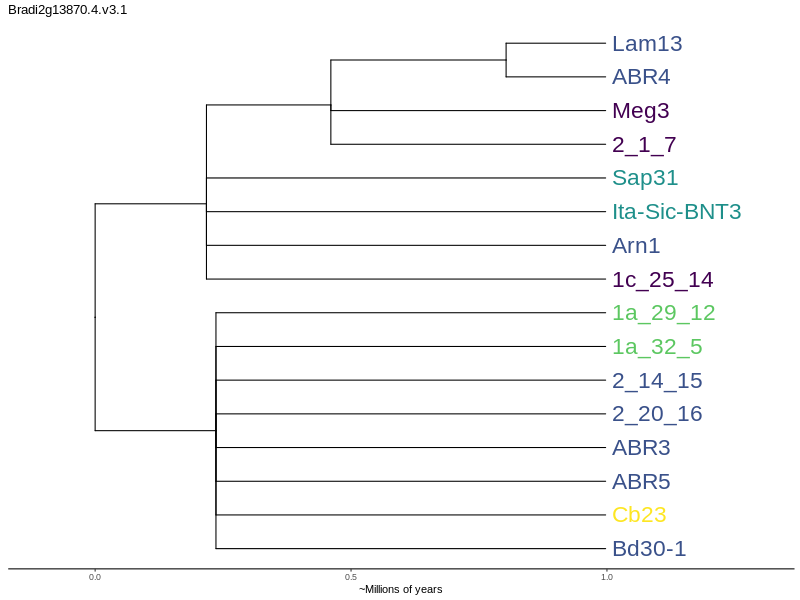 Bradi2g13870.4.v3.1
Lam13
ABR4
Meg3
2_1_7
Sap31
Ita-Sic-BNT3
Arn1
1c_25_14
1a_29_12
1a_32_5
2_14_15
2_20_16
ABR3
ABR5
Cb23
Bd30-1
0.0 0.5 1.0
~Millions of years